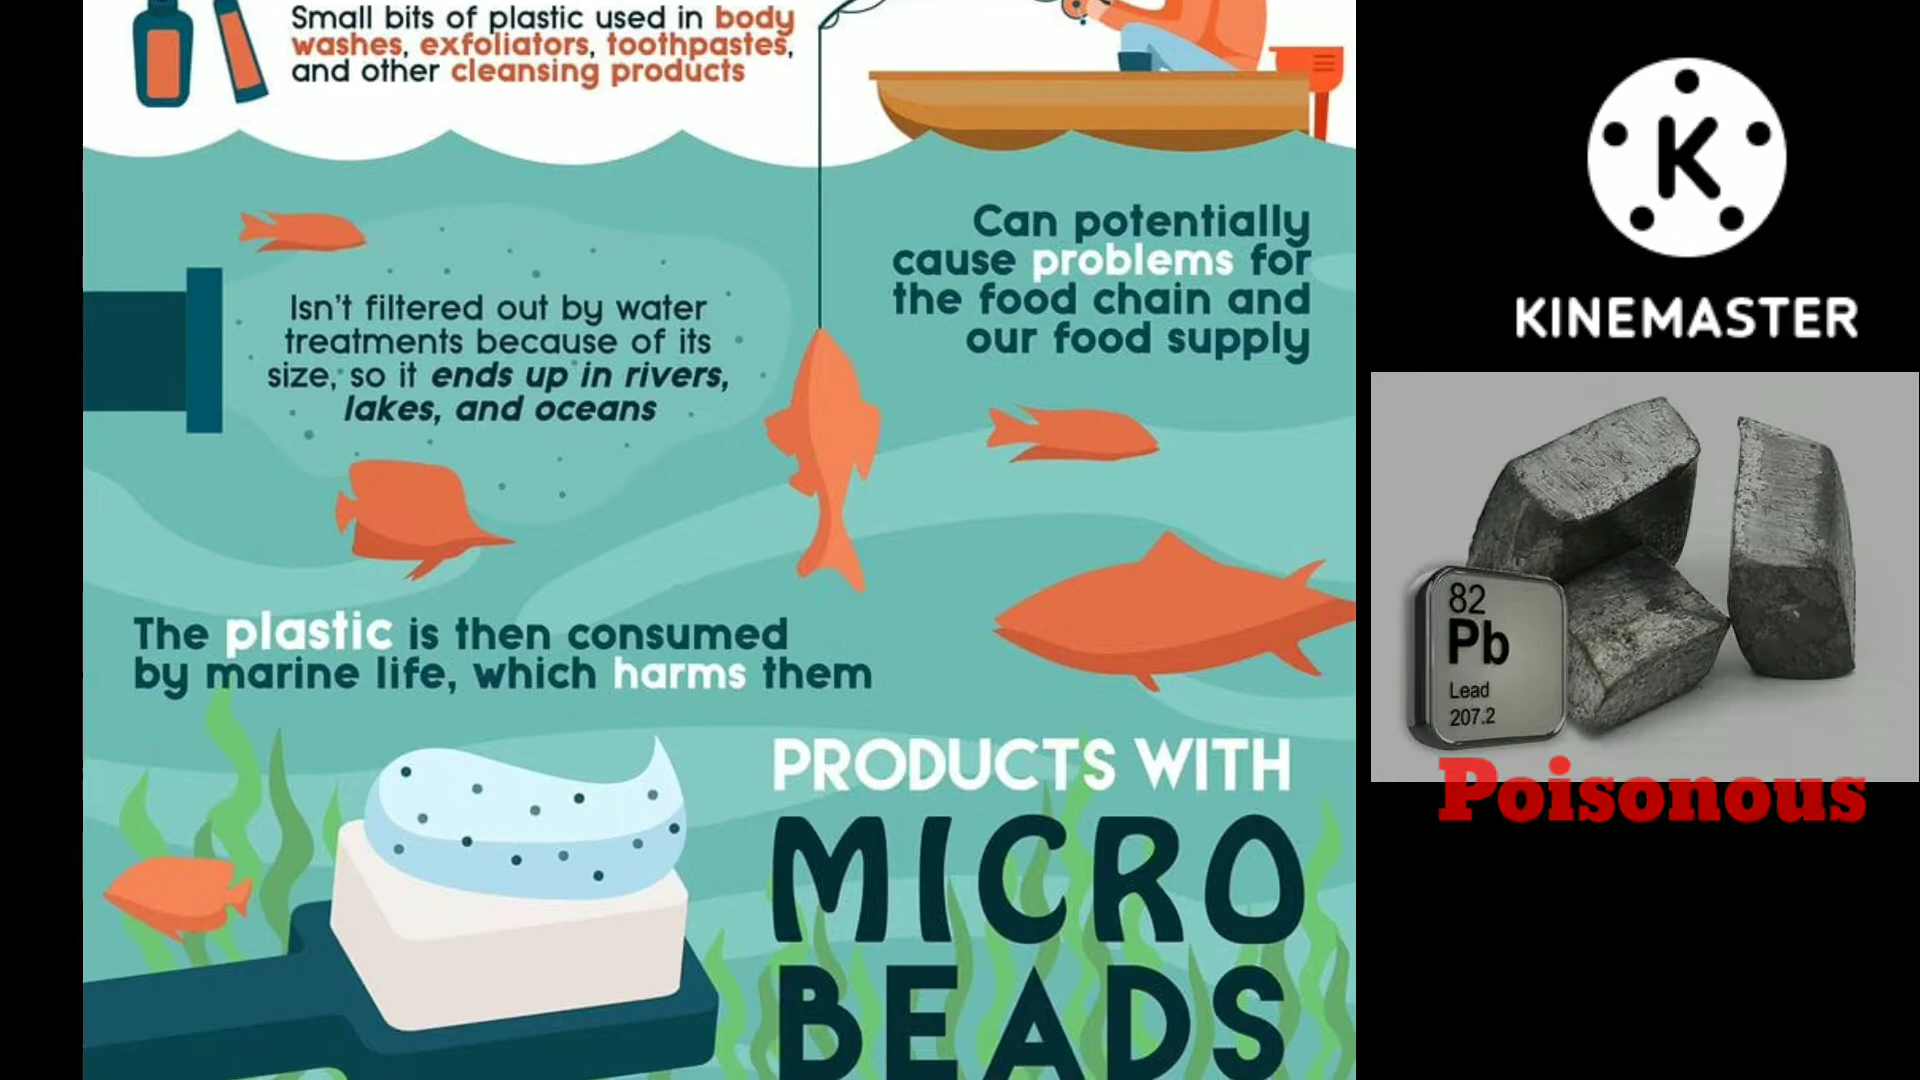 Small bits of plastic used in body
washes, exfoliators, toothpastes,
and other cleansing products
Can potentially
cause problems for
the food chain and
our food supply
Isn't filtered out by water
treatments because of its
size, so it ends up in rivers,
lakes, and oceans
The plastic is then consumed
by marine life, which harms them
PRODUCTS WITH
MICRO
BEADS
K
KINEMASTER
82
Pb
Lead
207.2
Poisonous